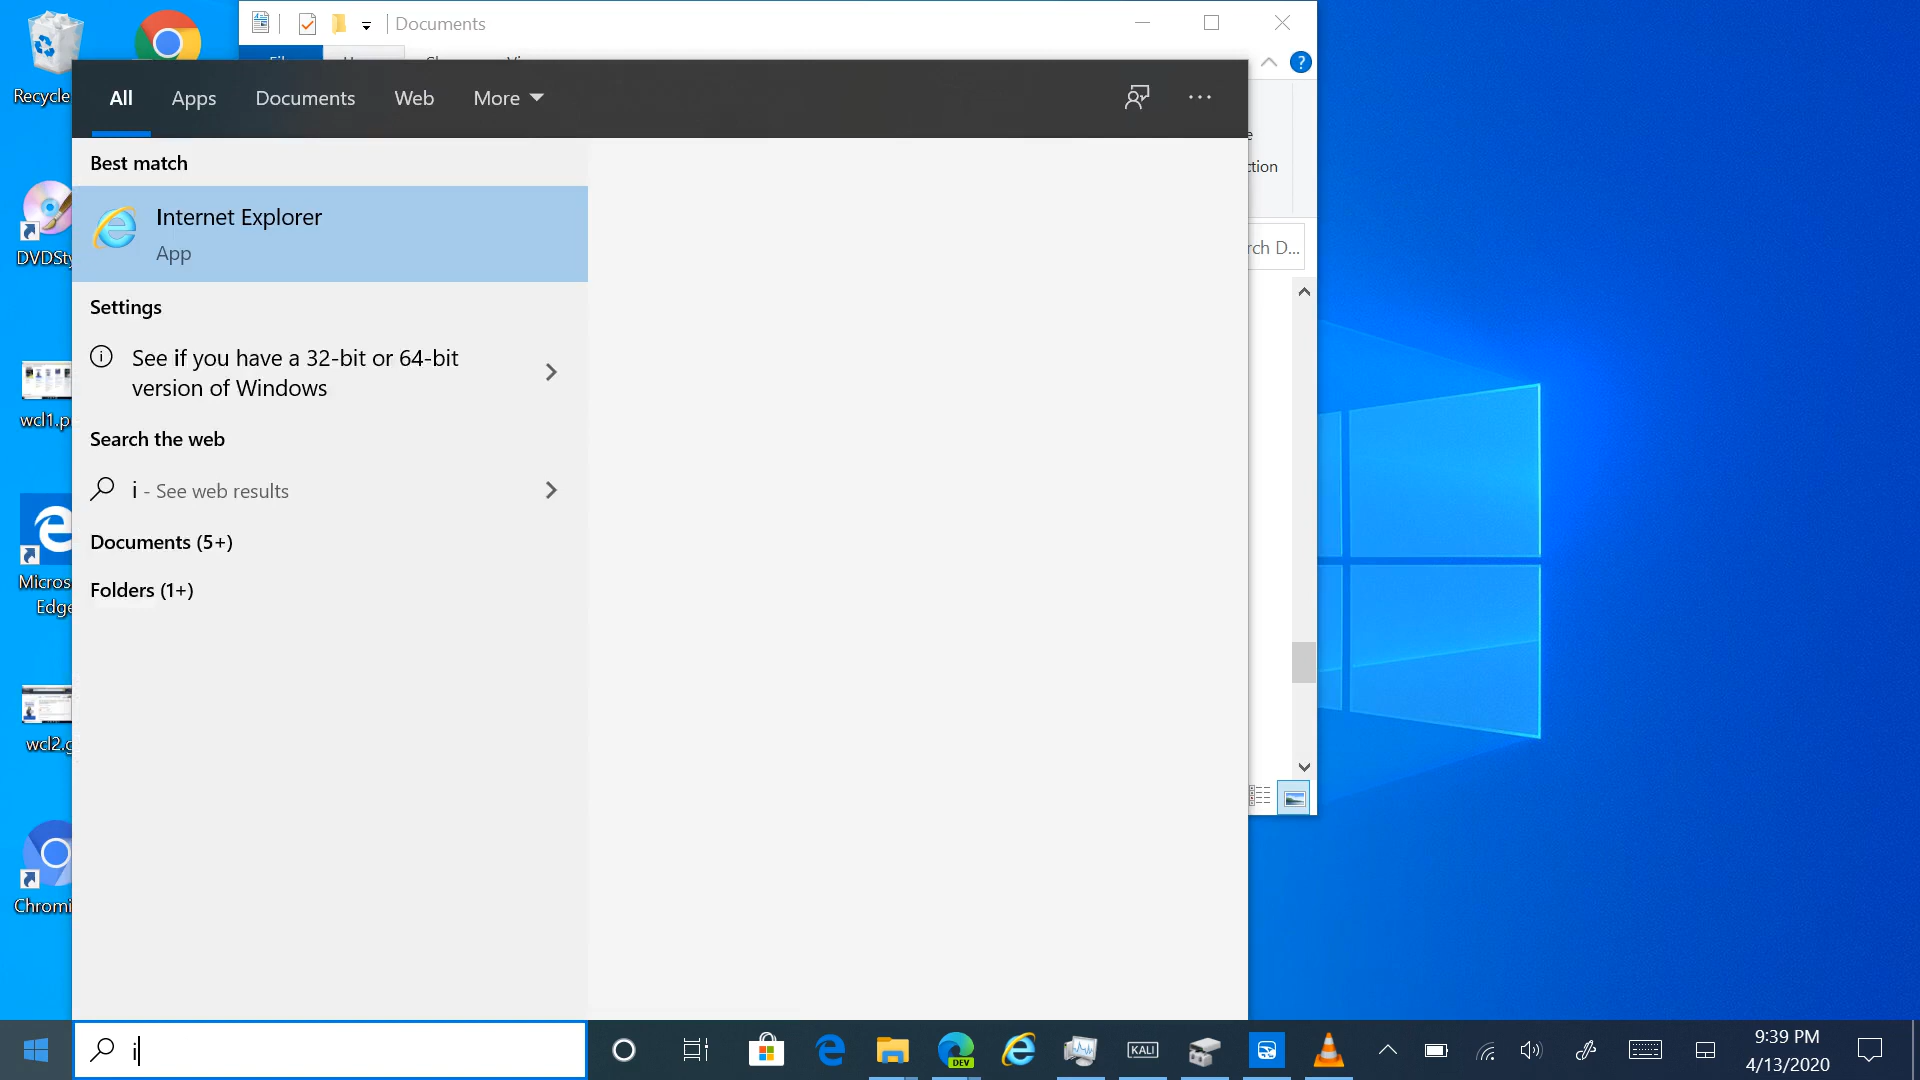 Documents
Recycle
All
Apps
Documents
Web
More
Best match
Internet Explorer
App
Settings
See if you have a 32-bit or 64-bit
version of Windows
Search the web
i - See web results
Documents (5+)
Folders (1+)
rch D...
ction
e
?
DVDSty
wcl1.p
Micros
Edge
wcl2.g
Chromi
i
DEV
KALI
9:39 PM
4/13/2020